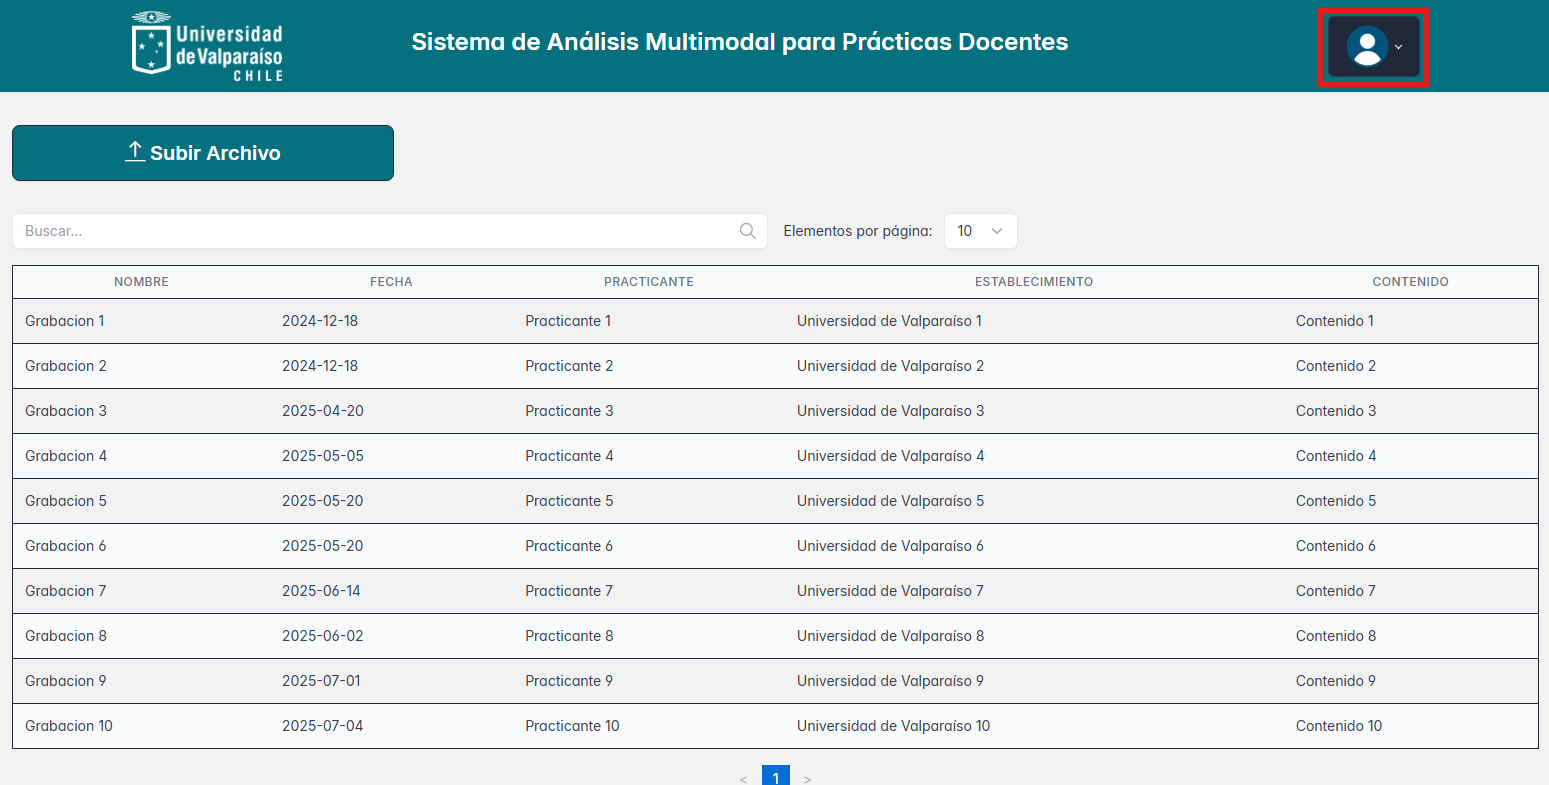 Universidad
de Valparaíso
CHILE
Sistema de Análisis Multimodal para Prácticas Docentes
Subir Archivo
Buscar...
Elementos por página: 10
NOMBRE FECHA PRACTICANTE ESTABLECIMIENTO CONTENIDO
Grabacion 1 2024-12-18 Practicante 1 Universidad de Valparaíso 1 Contenido 1
Grabacion 2 2024-12-18 Practicante 2 Universidad de Valparaíso 2 Contenido 2
Grabacion 3 2025-04-20 Practicante 3 Universidad de Valparaíso 3 Contenido 3
Grabacion 4 2025-05-05 Practicante 4 Universidad de Valparaíso 4 Contenido 4
Grabacion 5 2025-05-20 Practicante 5 Universidad de Valparaíso 5 Contenido 5
Grabacion 6 2025-05-20 Practicante 6 Universidad de Valparaíso 6 Contenido 6
Grabacion 7 2025-06-14 Practicante 7 Universidad de Valparaíso 7 Contenido 7
Grabacion 8 2025-06-02 Practicante 8 Universidad de Valparaíso 8 Contenido 8
Grabacion 9 2025-07-01 Practicante 9 Universidad de Valparaíso 9 Contenido 9
Grabacion 10 2025-07-04 Practicante 10 Universidad de Valparaíso 10 Contenido 10
< 1 >